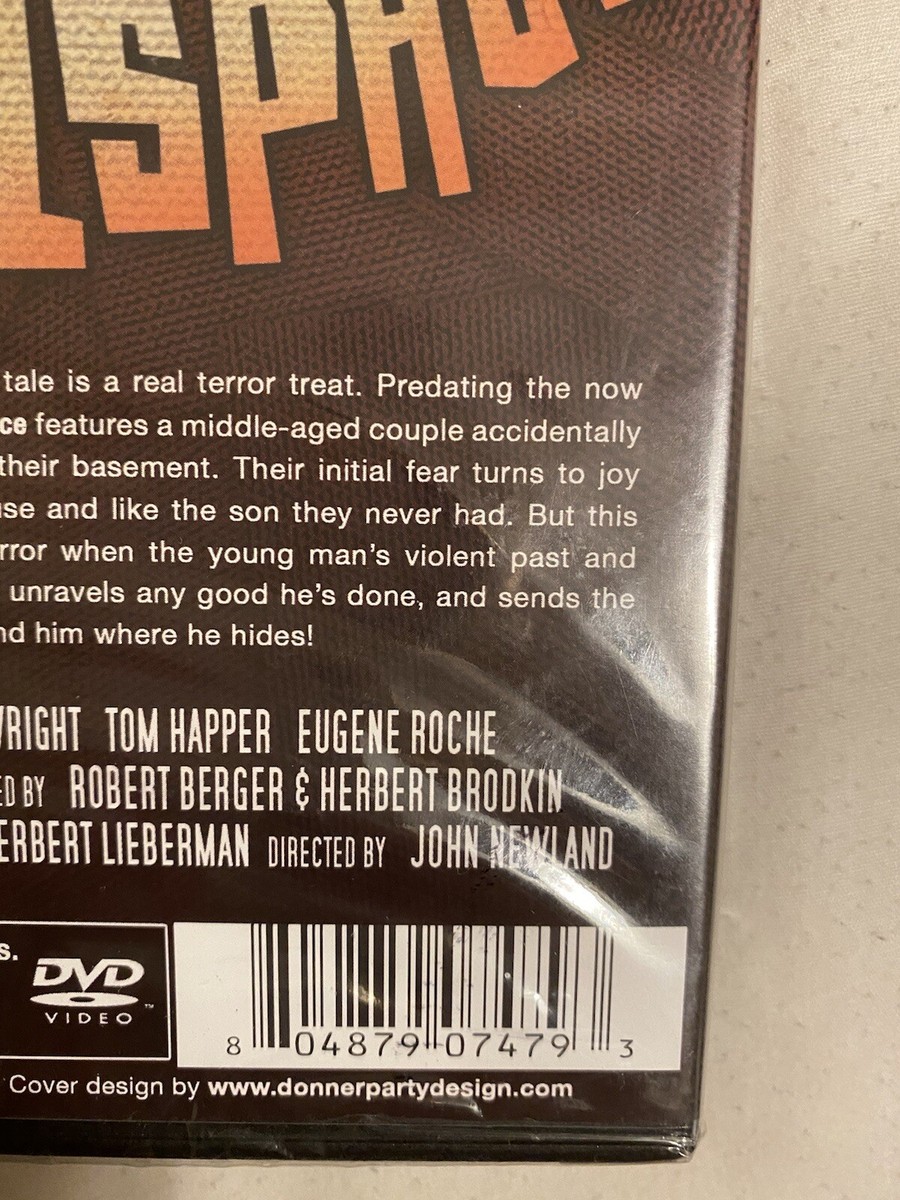 ISPACE
tale is a real terror treat. Predating the now
ce features a middle-aged couple accidentally
their basement. Their initial fear turns to joy
use and like the son they never had. But this
rror when the young man's violent past and
unravels any good he's done, and sends the
nd him where he hides!
WRIGHT TOM HAPPER EUGENE ROCHE
ED BY ROBERT BERGER & HERBERT BRODKIN
ERBERT LIEBERMAN DIRECTED BY JOHN NEWLAND
s.
DVD
VIDEO™
8 04879 07479 3
Cover design by www.donnerpartydesign.com